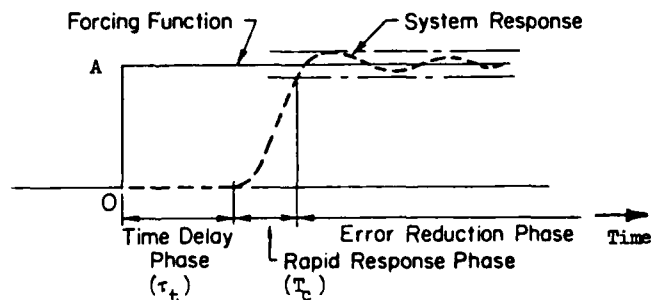 Forcing Function
System Response
A
O
Time Delay
Phase
(τt)
Error Reduction Phase
Time
Rapid Response Phase
(Tc)